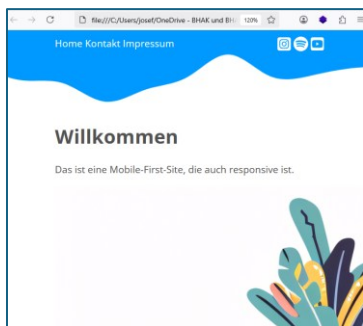 file:///C:/Users/josef/OneDrive - BHAK und BH
120%
Home Kontakt Impressum
Willkommen
Das ist eine Mobile-First-Site, die auch responsive ist.